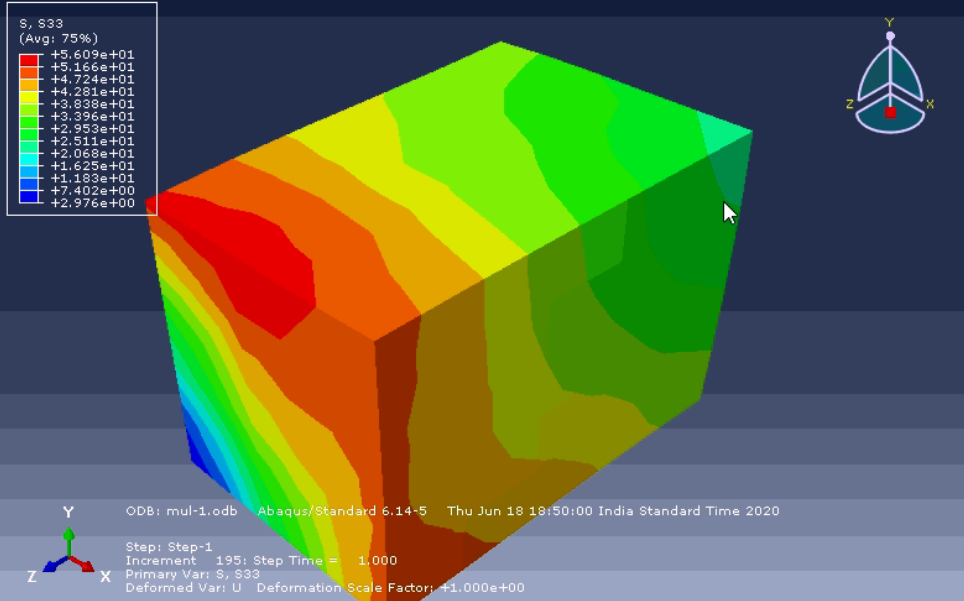 S, S33
(Avg: 75%)
+5.609e+01
+5.166e+01
+4.724e+01
+4.281e+01
+3.838e+01
+3.396e+01
+2.953e+01
+2.511e+01
+2.068e+01
+1.625e+01
+1.183e+01
+7.402e+00
+2.976e+00
Y
Z X
Y
Z X
ODB: mul-1.odb Abaqus/Standard 6.14-5 Thu Jun 18 18:50:00 India Standard Time 2020
Step: Step-1
Increment 195: Step Time = 1.000
Primary Var: S, S33
Deformed Var: U Deformation Scale Factor: +1.000e+00